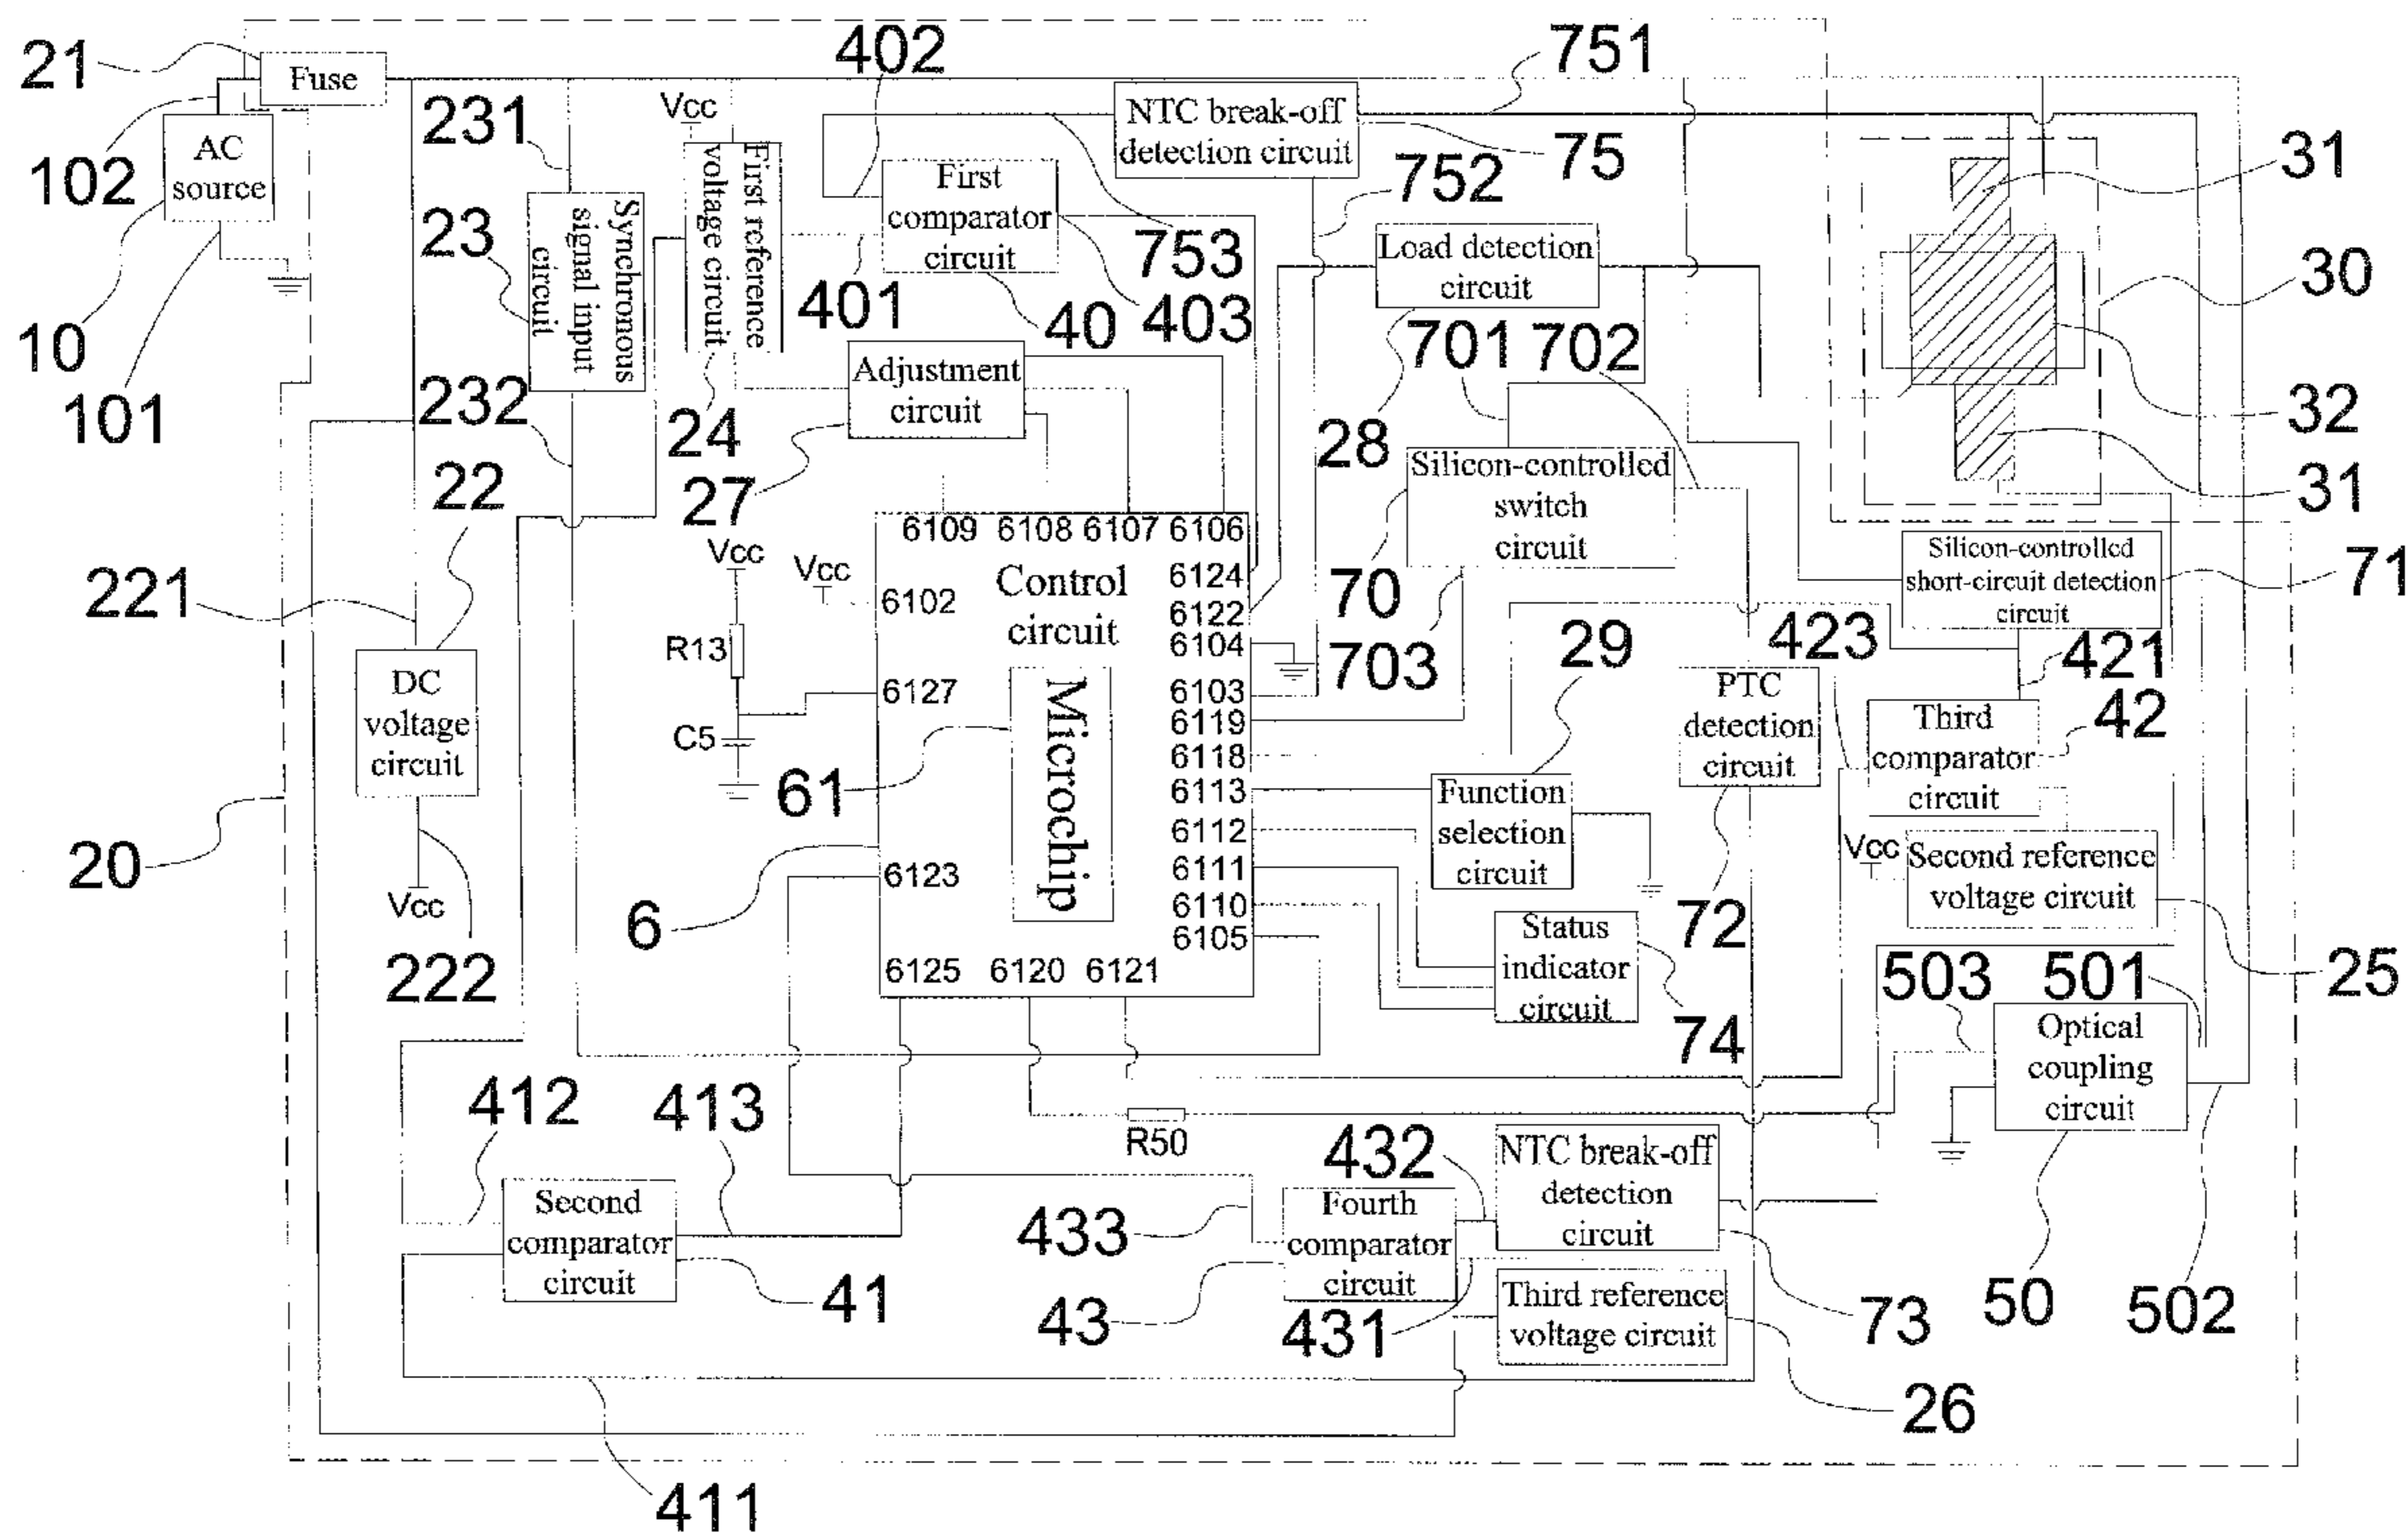 21
Fuse
402
751
102
AC
source
10
101
231
Vcc
NTC break-off
detection circuit
75
752
31
23
Synchronous
signal input
circuit
First reference
voltage circuit
First
comparator
circuit
401
40
403
753
Load detection
circuit
30
232
24
27
Adjustment
circuit
28
701
702
32
31
22
221
Silicon-controlled
switch
circuit
70
703
Silicon-controlled
short-circuit detection
circuit
71
Vcc
R13
C5
Vcc
6109
6108
6107
6106
6102
Control
circuit
6124
6122
6104
6127
6103
6119
6118
6113
6112
6111
6110
6105
6123
6125
6120
6121
61
Microchip
6
DC
voltage
circuit
20
Vcc
222
29
423
421
PTC
detection
circuit
Third
comparator
circuit
42
Function
selection
circuit
72
Vcc
Second reference
voltage circuit
25
Status
indicator
circuit
74
503
501
Optical
coupling
circuit
50
502
412
413
R50
432
NTC break-off
detection
circuit
73
Second
comparator
circuit
41
433
43
Fourth
comparator
circuit
431
Third reference
voltage circuit
26
411